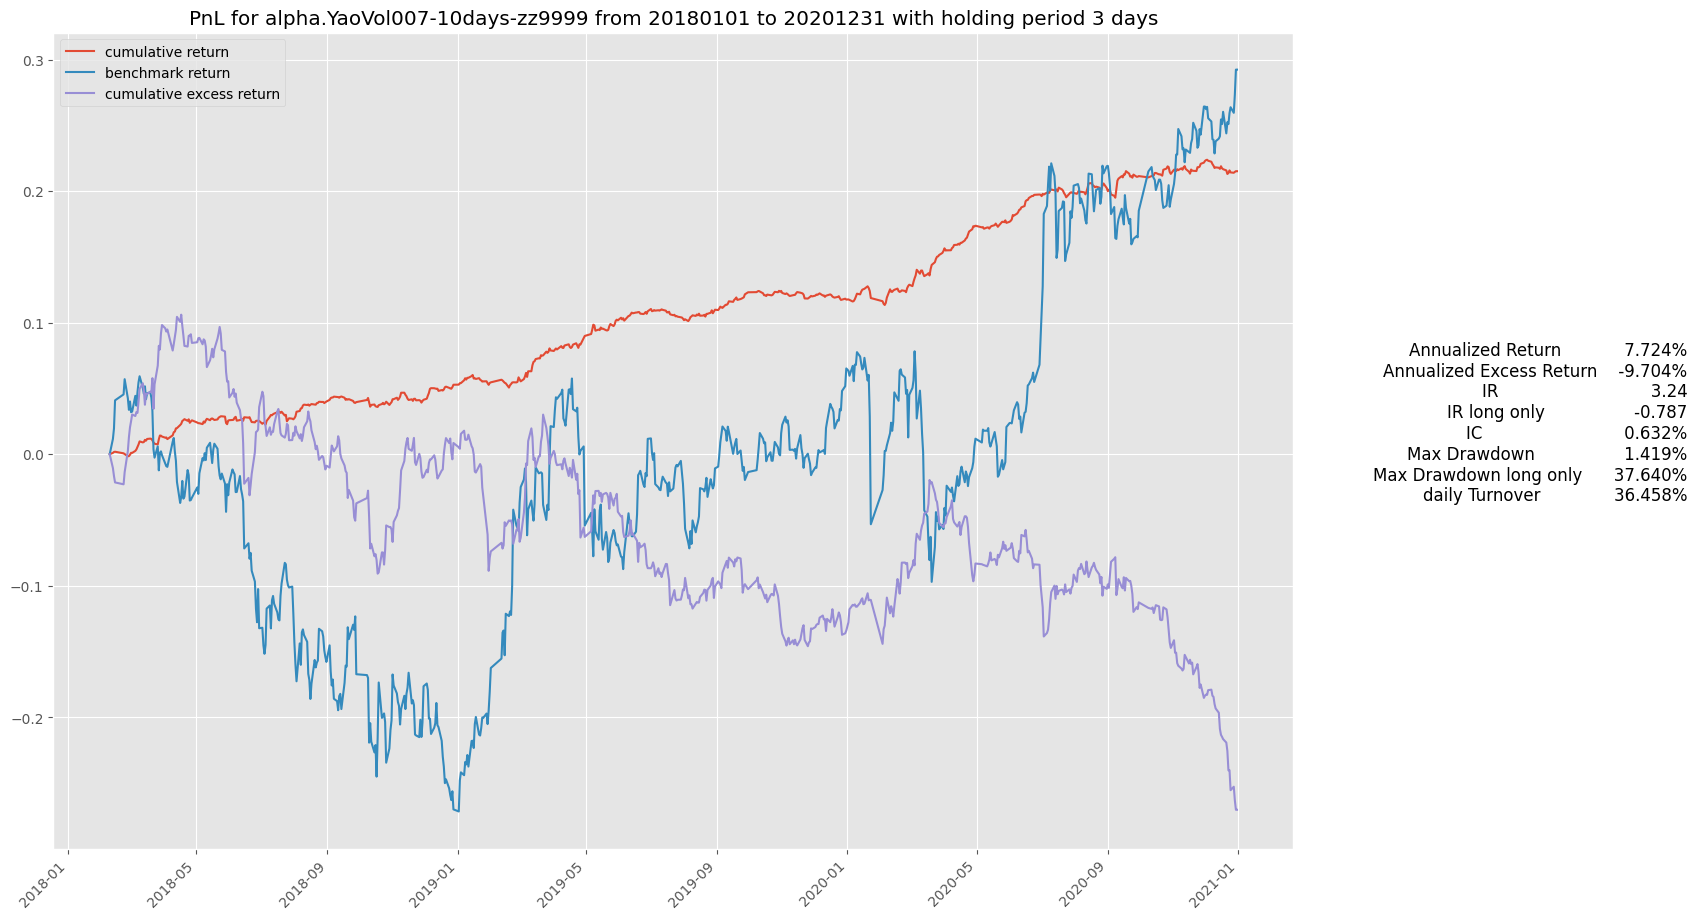 PnL for alpha.YaoVol007-10days-zz9999 from 20180101 to 20201231 with holding period 3 days
cumulative return
benchmark return
cumulative excess return
0.3
0.2
0.1
0.0
−0.1
−0.2
2018-01
2018-05
2018-09
2019-01
2019-05
2019-09
2020-01
2020-05
2020-09
2021-01
Annualized Return 7.724%
Annualized Excess Return -9.704%
IR 3.24
IR long only -0.787
IC 0.632%
Max Drawdown 1.419%
Max Drawdown long only 37.640%
daily Turnover 36.458%